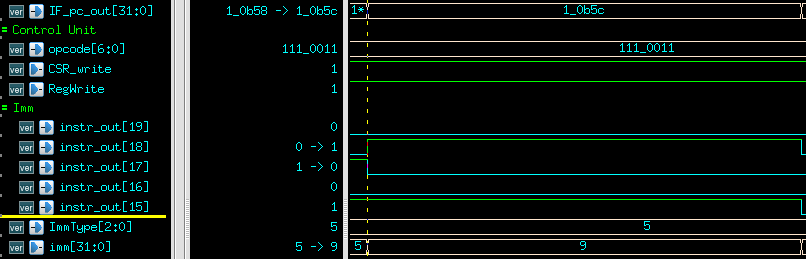 ver IF_pc_out[31:0] 1_0b58 -> 1_0b5c 1* 1_0b5c
= Control Unit
ver opcode[6:0] 111_0011 111_0011
ver CSR_write 1
ver RegWrite 1
= Imm
ver instr_out[19] 0
ver instr_out[18] 0 -> 1
ver instr_out[17] 1 -> 0
ver instr_out[16] 0
ver instr_out[15] 1
ver ImmType[2:0] 5 5
ver imm[31:0] 5 -> 9 5 9